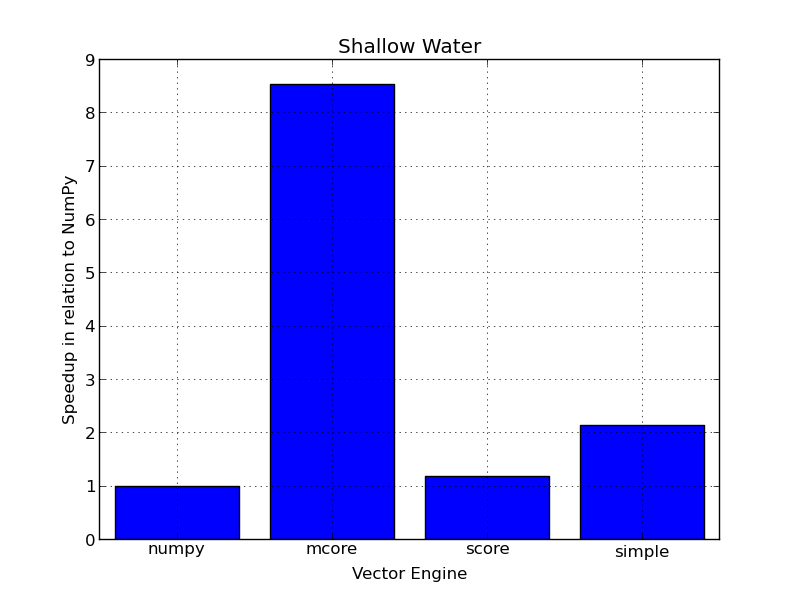 Shallow Water
9
8
7
6
5
4
3
2
1
0
Speedup in relation to NumPy
numpy mcore score simple
Vector Engine